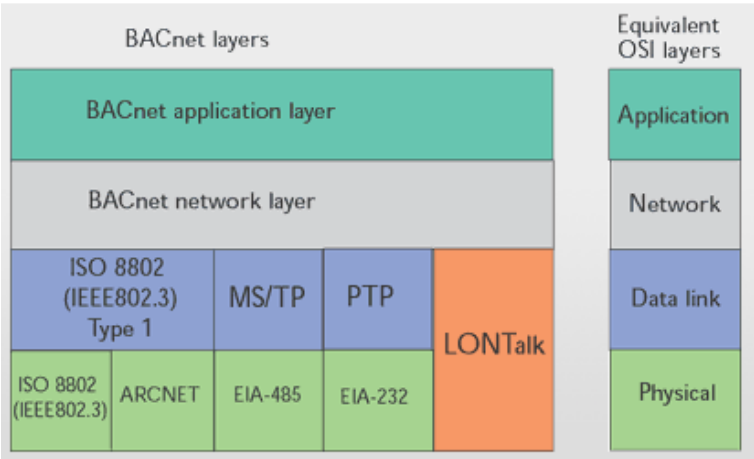 BACnet layers
Equivalent
OSI layers
BACnet application layer
Application
BACnet network layer
Network
ISO 8802
(IEEE802.3)
Type 1
MS/TP
PTP
LONTalk
Data link
ISO 8802
(IEEE802.3)
ARCNET
EIA-485
EIA-232
Physical